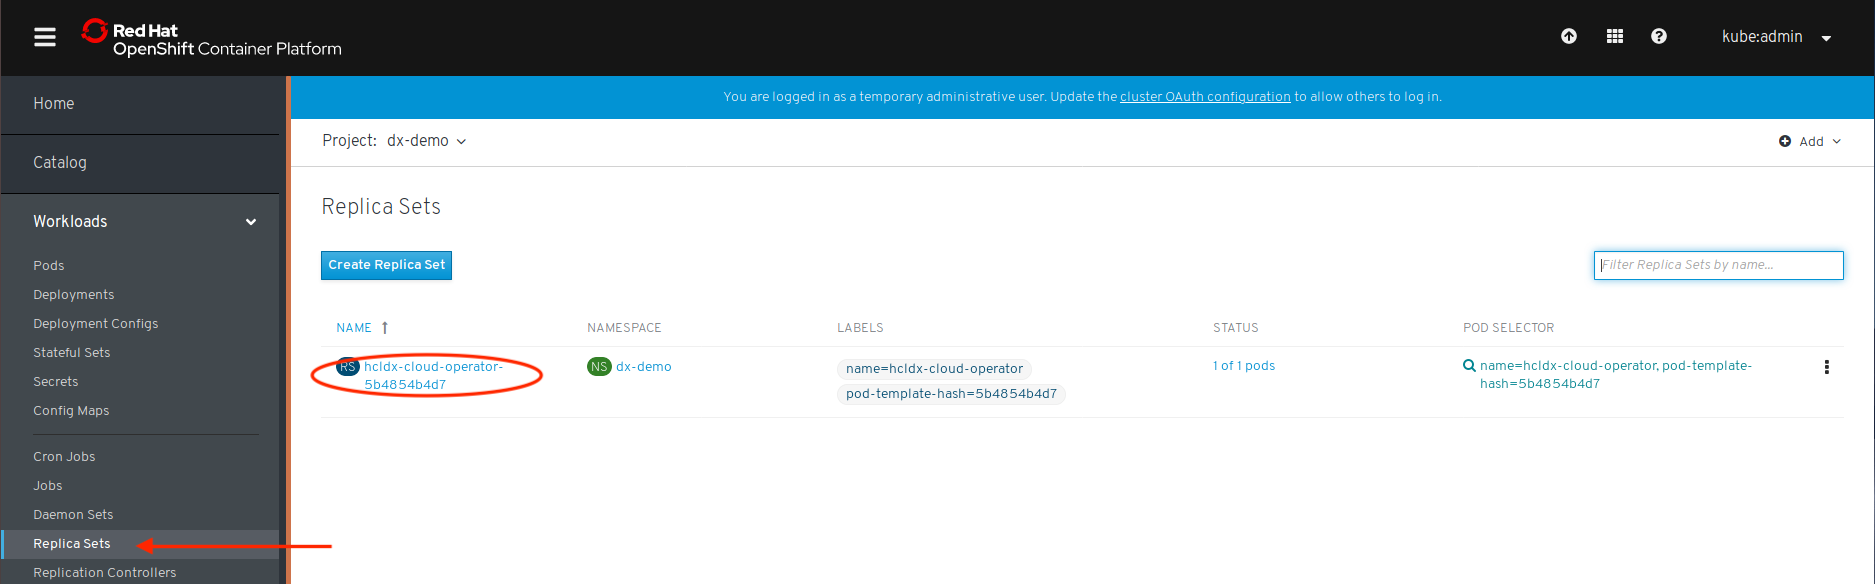 Red Hat
OpenShift Container Platform
kube:admin
Home
Catalog
Workloads
Pods
Deployments
Deployment Configs
Stateful Sets
Secrets
Config Maps
Cron Jobs
Jobs
Daemon Sets
Replica Sets
Replication Controllers
You are logged in as a temporary administrative user. Update the cluster OAuth configuration to allow others to log in.
Project: dx-demo
Add
Replica Sets
Create Replica Set
Filter Replica Sets by name...
NAME NAMESPACE LABELS STATUS POD SELECTOR
RS hcldx-cloud-operator-
5b4854b4d7
NS dx-demo
name=hcldx-cloud-operator
pod-template-hash=5b4854b4d7
1 of 1 pods
name=hcldx-cloud-operator, pod-template-
hash=5b4854b4d7